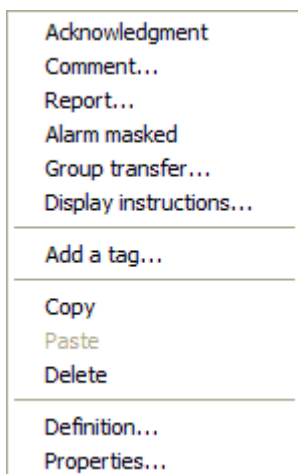 Acknowledgment
Comment...
Report...
Alarm masked
Group transfer...
Display instructions...
Add a tag...
Copy
Paste
Delete
Definition...
Properties...